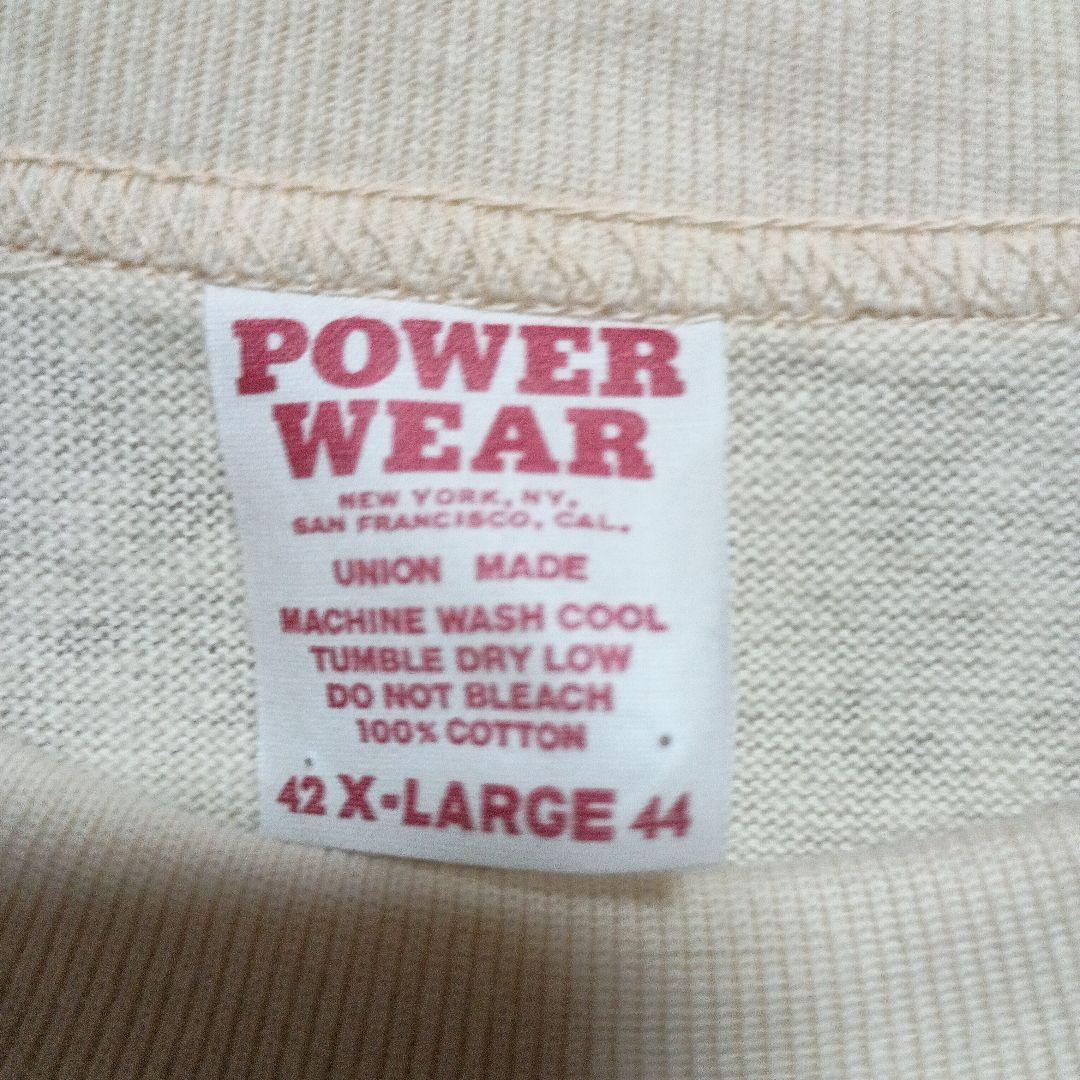 POWER
WEAR
NEW YORK, NY.
SAN FRANCISCO, CAL.
UNION MADE
MACHINE WASH COOL
TUMBLE DRY LOW
DO NOT BLEACH
100% COTTON
42 X-LARGE 44